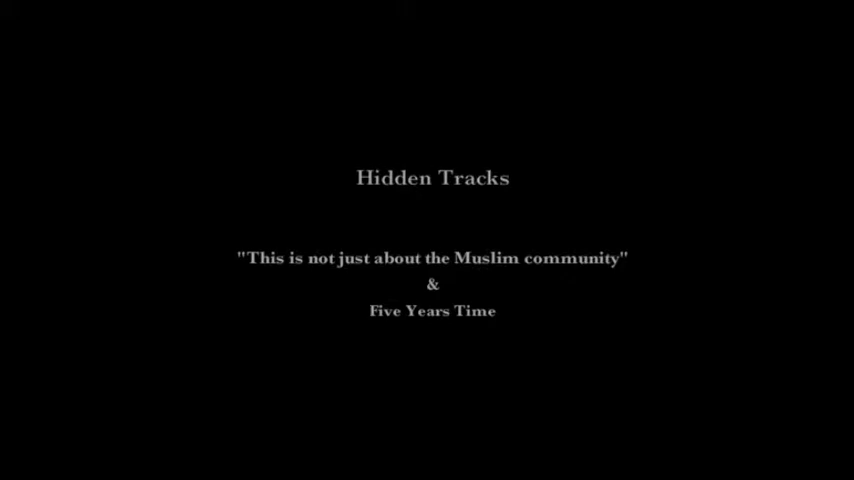 Hidden Tracks
"This is not just about the Muslim community"
&
Five Years Time